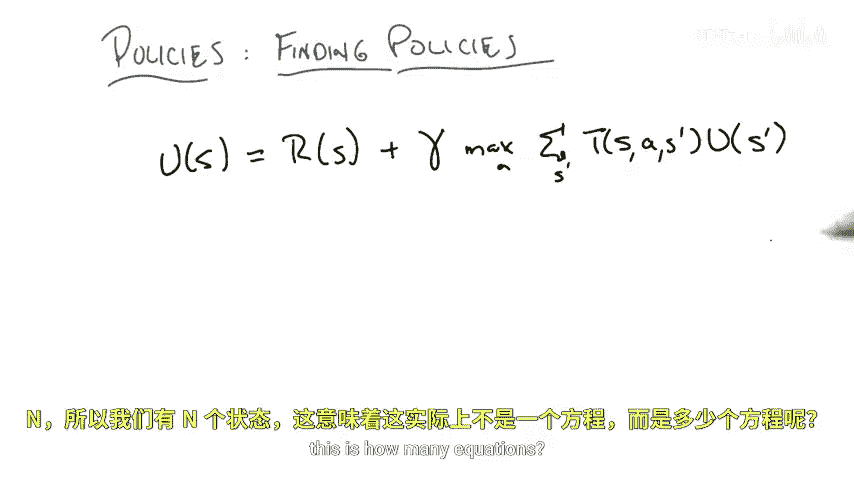 POLICIES : FINDING POLICIES
U(s) = R(s) + γ max_a Σ_s' T(s,a,s')U(s')
N，所以我们有 N 个状态，这意味着这实际上不是一个方程，而是多少个方程呢？
this is how many equations?